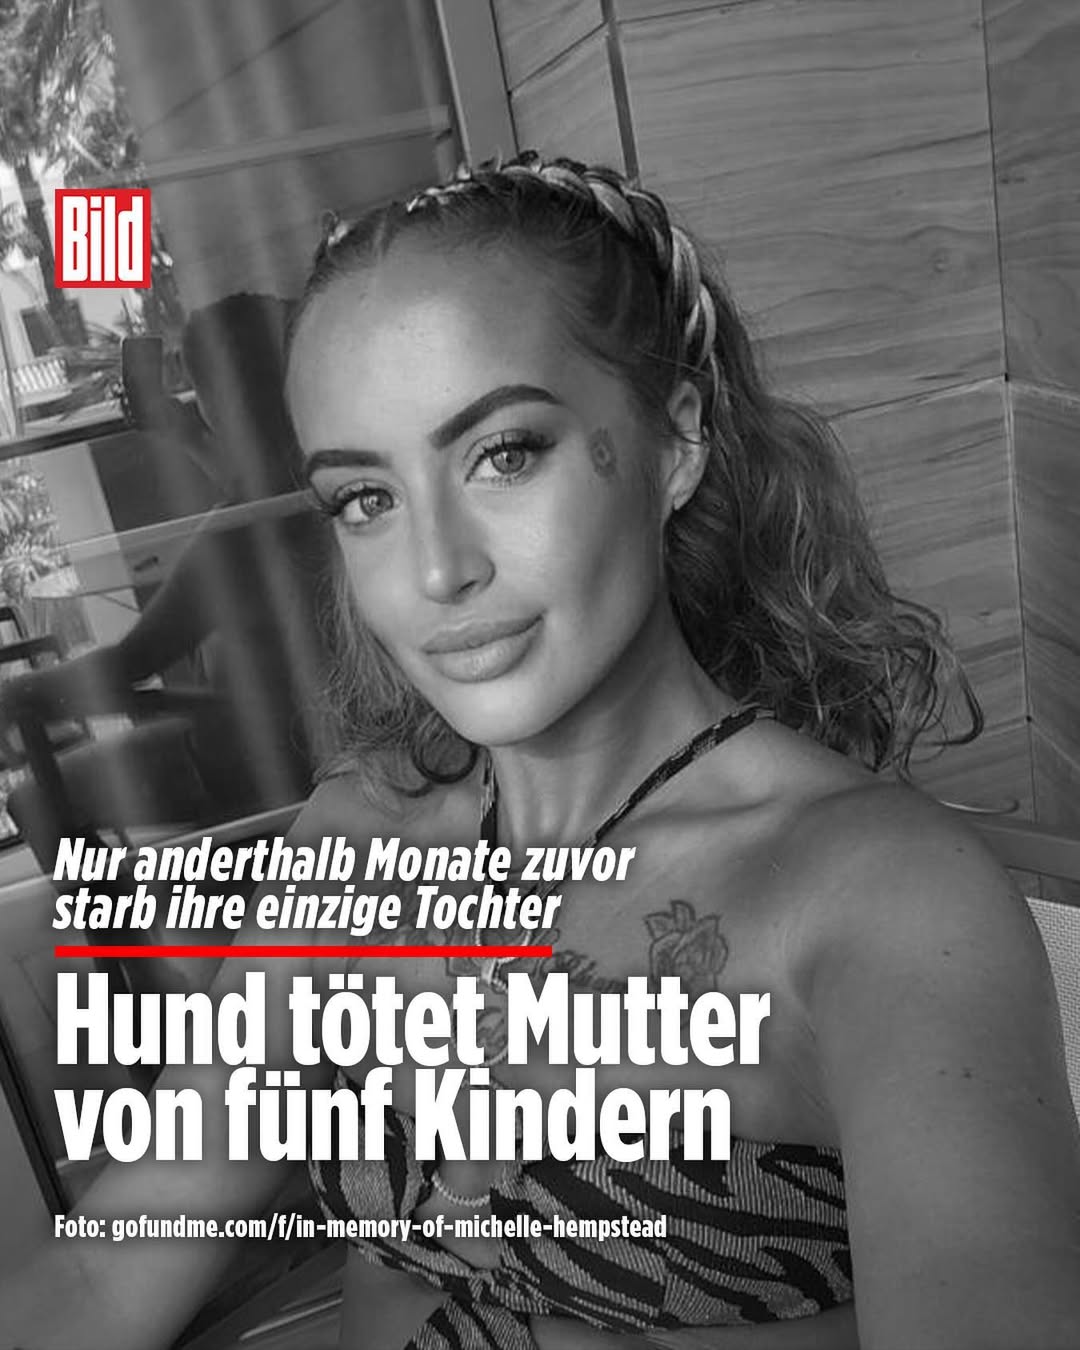 Bild
Nur anderthalb Monate zuvor
starb ihre einzige Tochter
Hund tötet Mutter
von fünf Kindern
Foto: gofundme.com/f/in-memory-of-michelle-hempstead